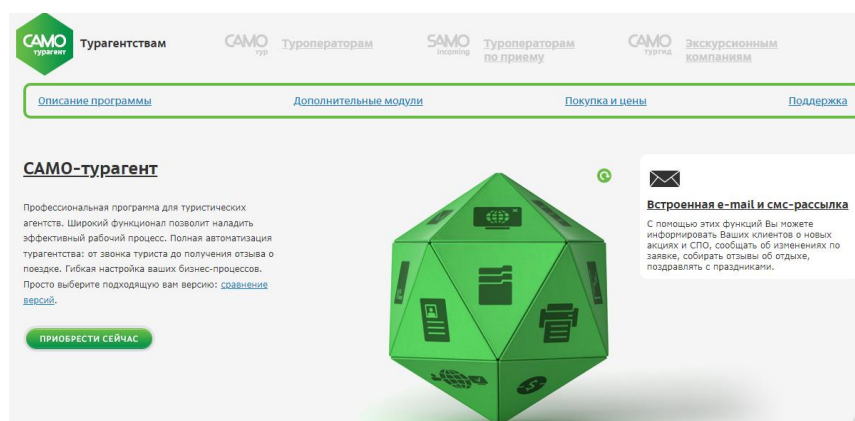 САМО
турагент
Турагентствам
САМО
тур
Туроператорам
SAMO
incoming
Туроператорам
по приему
САМО
тургид
Экскурсионным
компаниям
Описание программы
Дополнительные модули
Покупка и цены
Поддержка
САМО-турагент
Профессиональная программа для туристических
агентств. Широкий функционал позволит наладить
эффективный рабочий процесс. Полная автоматизация
турагентства: от звонка туриста до получения отзыва о
поездке. Гибкая настройка ваших бизнес-процессов.
Просто выберите подходящую вам версию: сравнение
версий.
ПРИОБРЕСТИ СЕЙЧАС
Встроенная e-mail и смс-рассылка
С помощью этих функций Вы можете
информировать Ваших клиентов о новых
акциях и СПО, сообщать об изменениях по
заявке, собирать отзывы об отдыхе,
поздравлять с праздниками.